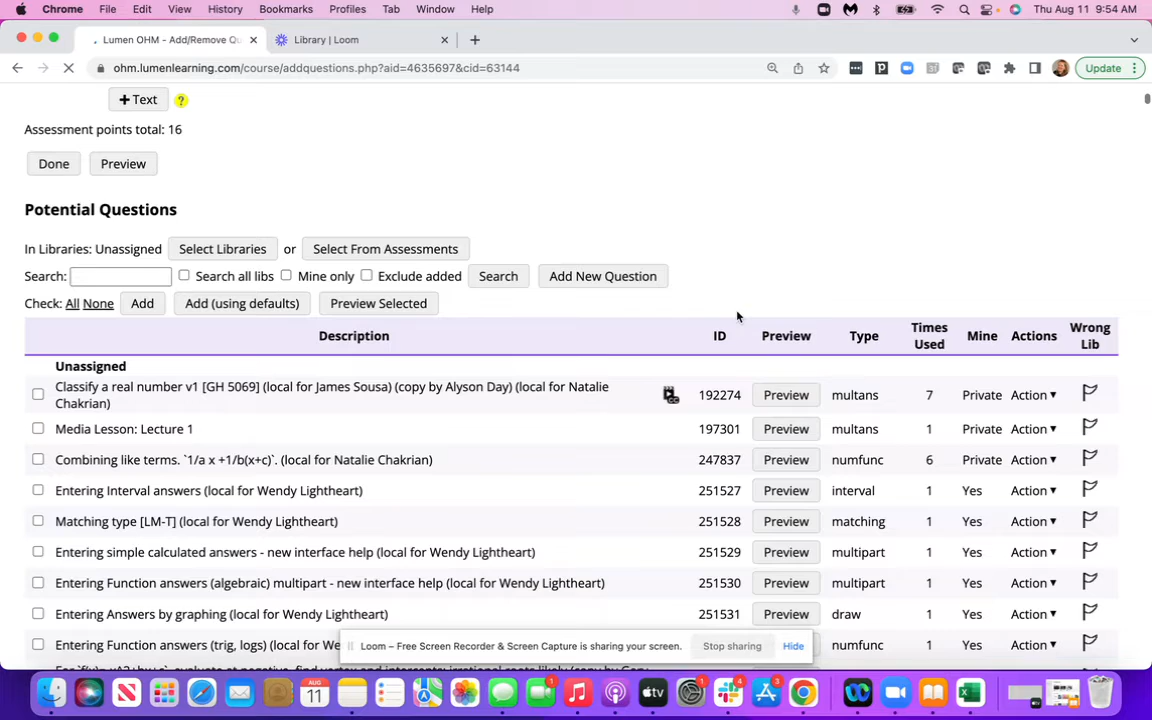 Chrome File Edit View History Bookmarks Profiles Tab Window Help Thu Aug 11 9:54 AM
Lumen OHM - Add/Remove Qu Library | Loom
ohm.lumenlearning.com/course/addquestions.php?aid=4635697&cid=63144 Update
+ Text ?
Assessment points total: 16
Done Preview
Potential Questions
In Libraries: Unassigned Select Libraries or Select From Assessments
Search: Search all libs Mine only Exclude added Search Add New Question
Check: All None Add Add (using defaults) Preview Selected
Description ID Preview Type Times Used Mine Actions Wrong Lib
Unassigned
Classify a real number v1 [GH 5069] (local for James Sousa) (copy by Alyson Day) (local for Natalie
Chakrian) CC 192274 Preview multans 7 Private Action ▾
Media Lesson: Lecture 1 197301 Preview multans 1 Private Action ▾
Combining like terms. `1/a x +1/b(x+c)`. (local for Natalie Chakrian) 247837 Preview numfunc 6 Private Action ▾
Entering Interval answers (local for Wendy Lightheart) 251527 Preview interval 1 Yes Action ▾
Matching type [LM-T] (local for Wendy Lightheart) 251528 Preview matching 1 Yes Action ▾
Entering simple calculated answers - new interface help (local for Wendy Lightheart) 251529 Preview multipart 1 Yes Action ▾
Entering Function answers (algebraic) multipart - new interface help (local for Wendy Lightheart) 251530 Preview multipart 1 Yes Action ▾
Entering Answers by graphing (local for Wendy Lightheart) 251531 Preview draw 1 Yes Action ▾
Entering Function answers (trig, logs) (local for We numfunc 1 Yes Action ▾
Loom – Free Screen Recorder & Screen Capture is sharing your screen. Stop sharing Hide
AUG
11
1 1 4 3
tv